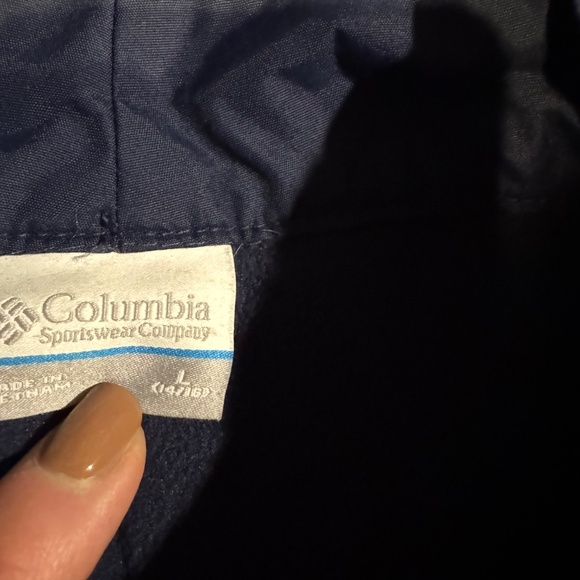 Columbia
Sportswear Company
ADE IN
ETNAM
L
(14/16)